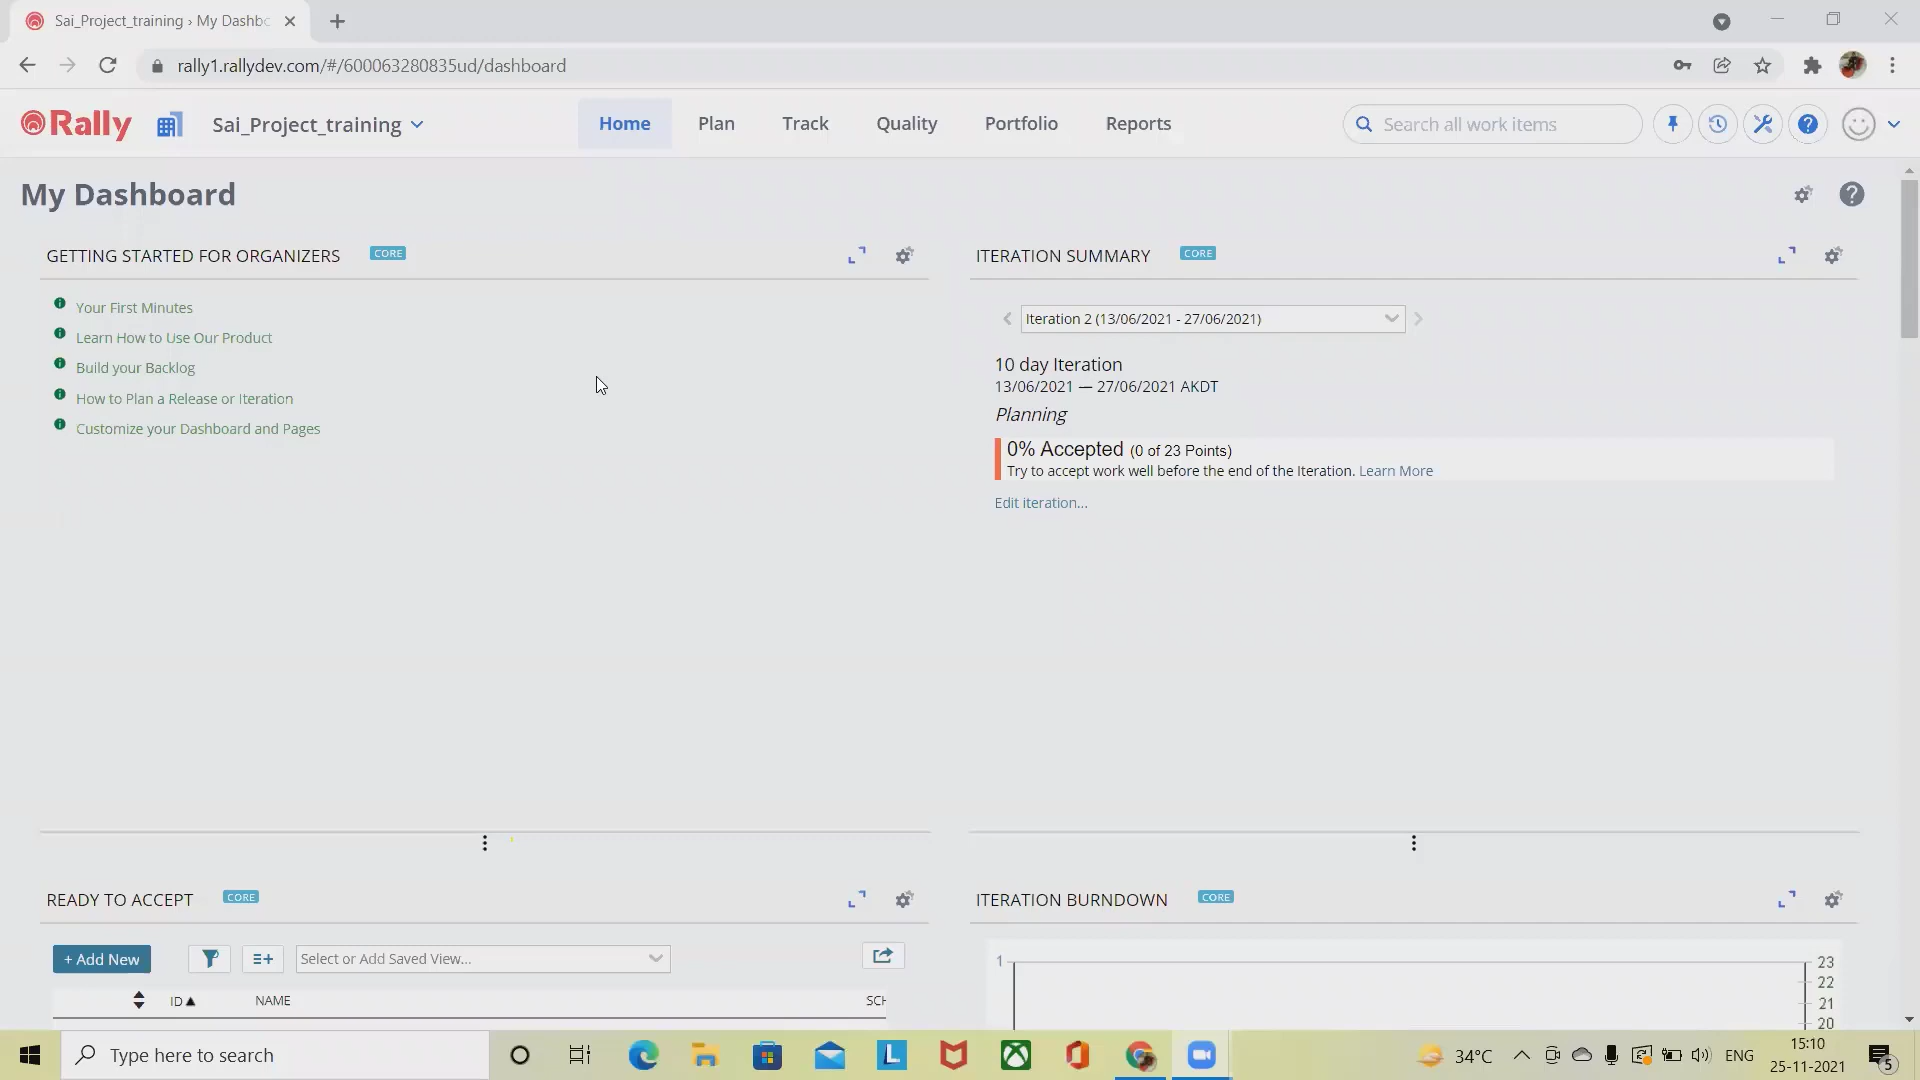 Sai_Project_training › My Dashbo
rally1.rallydev.com/#/600063280835ud/dashboard
Rally
Sai_Project_training
Home
Plan
Track
Quality
Portfolio
Reports
Search all work items
My Dashboard
GETTING STARTED FOR ORGANIZERS
CORE
Your First Minutes
Learn How to Use Our Product
Build your Backlog
How to Plan a Release or Iteration
Customize your Dashboard and Pages
ITERATION SUMMARY
CORE
Iteration 2 (13/06/2021 - 27/06/2021)
10 day Iteration
13/06/2021 — 27/06/2021 AKDT
Planning
0% Accepted (0 of 23 Points)
Try to accept work well before the end of the Iteration. Learn More
Edit iteration...
READY TO ACCEPT
CORE
+ Add New
Select or Add Saved View...
ID
NAME
SCH
ITERATION BURNDOWN
CORE
1
23
22
21
20
Type here to search
L
34°C
ENG
15:10
25-11-2021
5